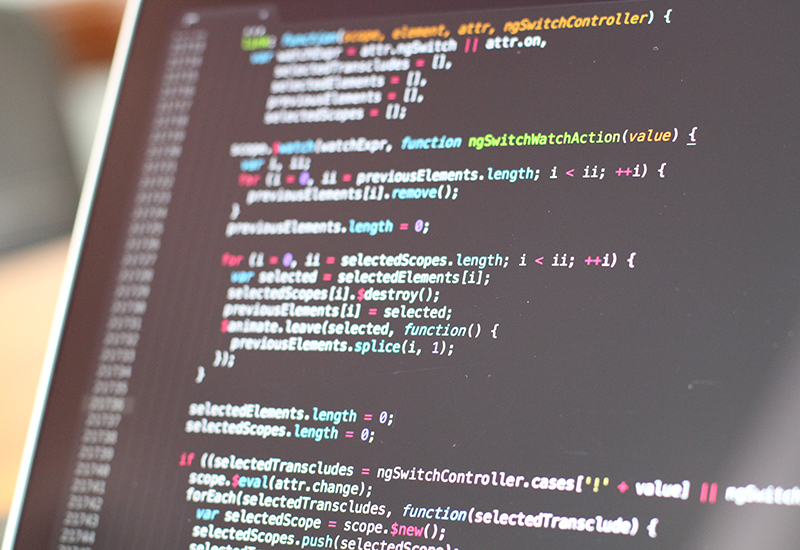 function(scope, element, attr, ngSwitchController) {
var watchExpr = attr.ngSwitch || attr.on,
selectedTranscludes = [],
selectedElements = [],
previousElements = [],
selectedScopes = [];
scope.$watch(watchExpr, function ngSwitchWatchAction(value) {
var i, ii;
for (i = 0, ii = previousElements.length; i < ii; ++i) {
previousElements[i].remove();
}
previousElements.length = 0;
for (i = 0, ii = selectedScopes.length; i < ii; ++i) {
var selected = selectedElements[i];
selectedScopes[i].$destroy();
previousElements[i] = selected;
$animate.leave(selected, function() {
previousElements.splice(i, 1);
});
}
selectedElements.length = 0;
selectedScopes.length = 0;
if ((selectedTranscludes = ngSwitchController.cases["!" + value] || ngSwitch
scope.$eval(attr.change);
forEach(selectedTranscludes, function(selectedTransclude) {
var selectedScope = scope.$new();
selectedScopes.push(selectedScope);